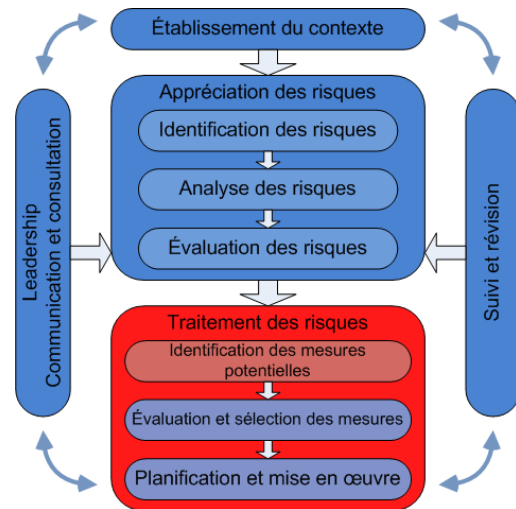 Établissement du contexte
Appréciation des risques
Identification des risques
Analyse des risques
Évaluation des risques
Leadership
Communication et consultation
Suivi et révision
Traitement des risques
Identification des mesures
potentielles
Évaluation et sélection des mesures
Planification et mise en œuvre